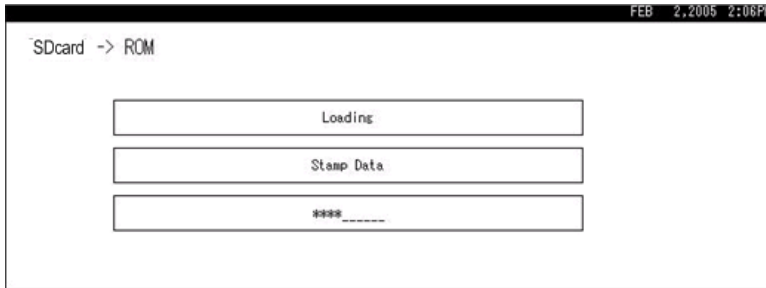 FEB 2,2005 2:06P
SDcard -> ROM
Loading
Stamp Data
****______